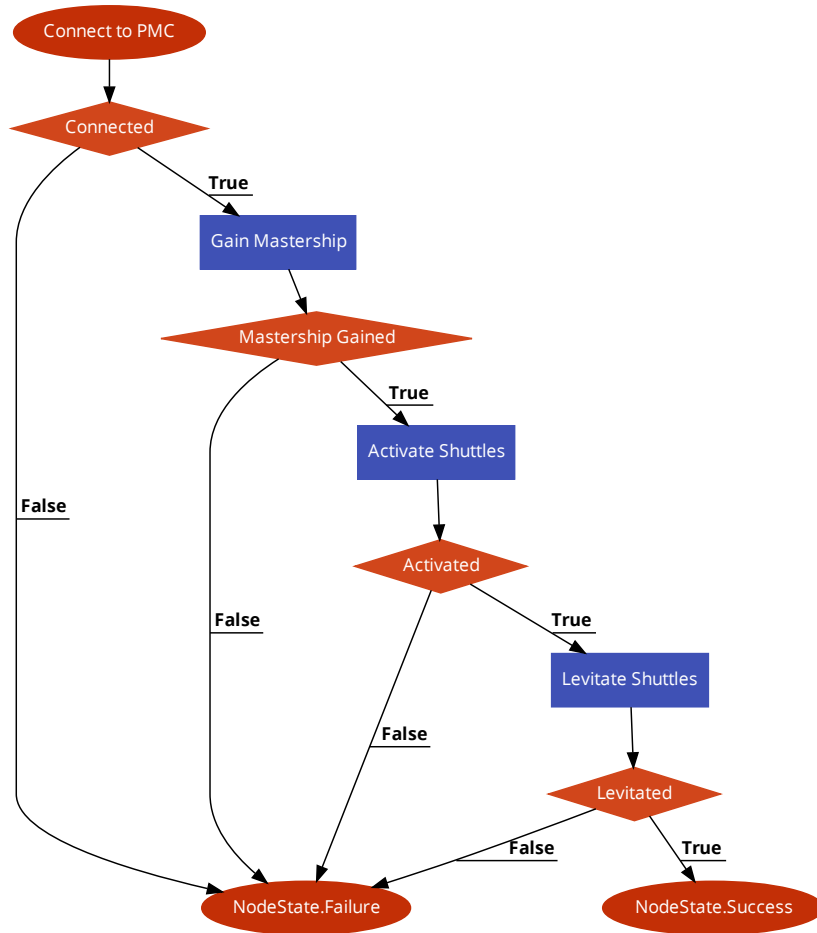 Connect to PMC
Connected
True
Gain Mastership
Mastership Gained
True
Activate Shuttles
False
Activated
False
True
Levitate Shuttles
False
Levitated
False
True
NodeState.Failure
NodeState.Success